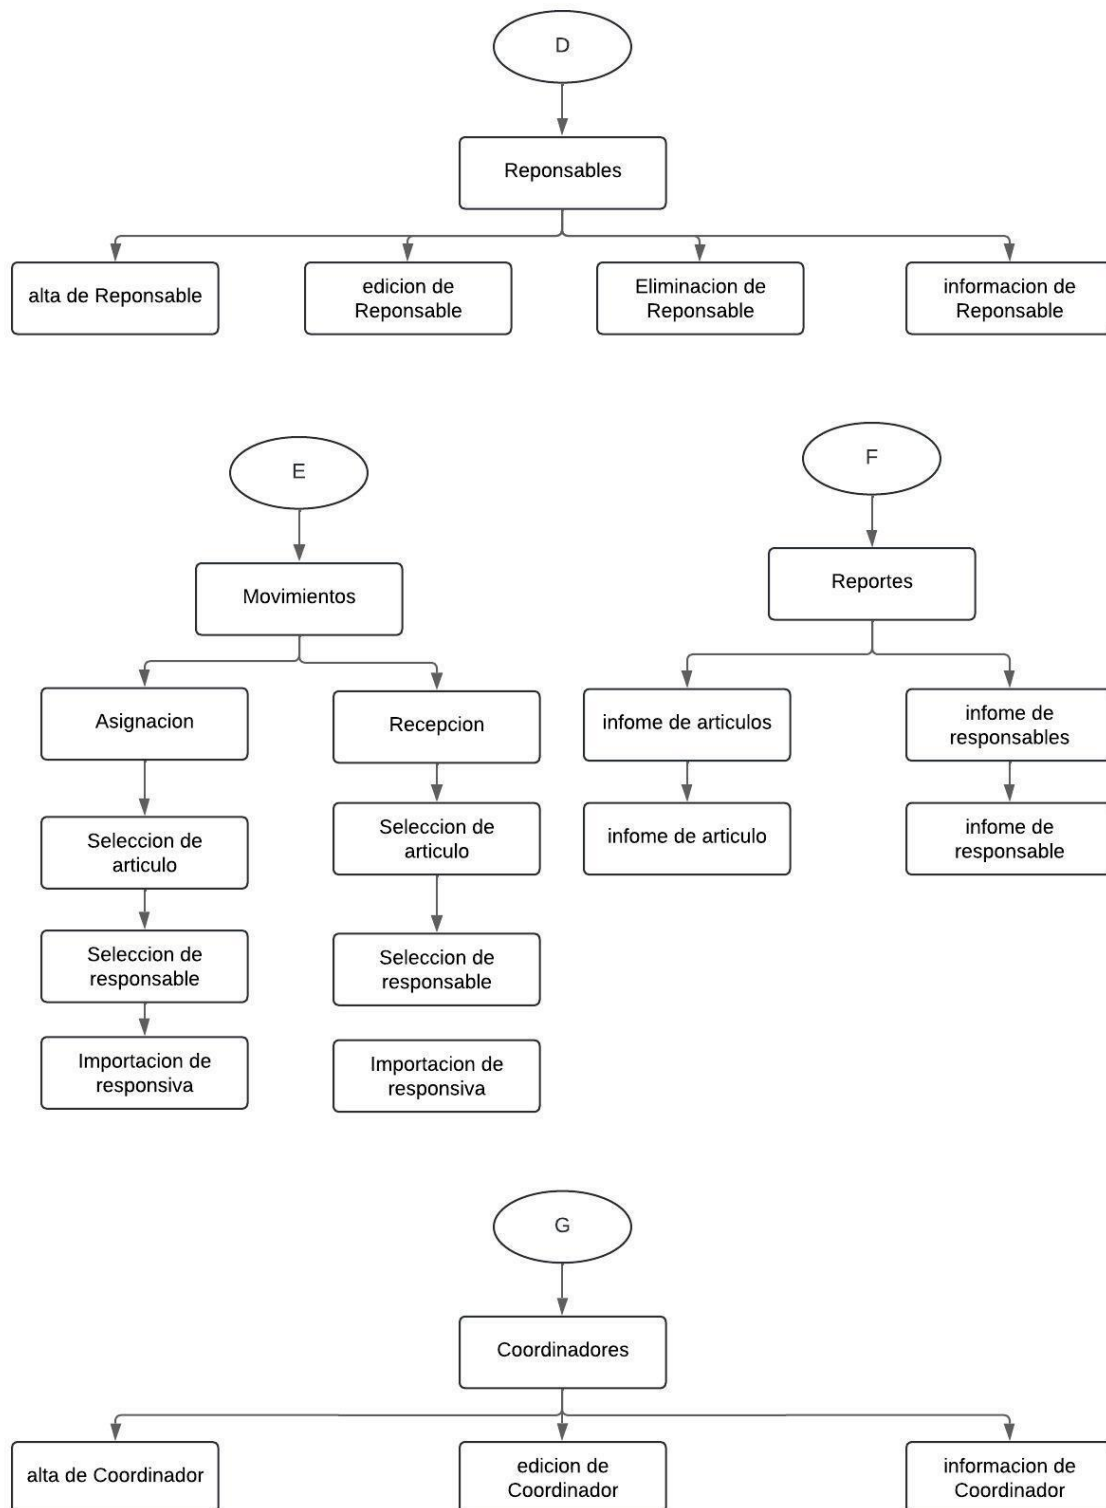 D
Reponsables
alta de Reponsable
edicion de
Reponsable
Eliminacion de
Reponsable
informacion de
Reponsable
E
Movimientos
Asignacion
Seleccion de
articulo
Seleccion de
responsable
Importacion de
responsiva
Recepcion
Seleccion de
articulo
Seleccion de
responsable
Importacion de
responsiva
F
Reportes
infome de articulos
infome de articulo
infome de
responsables
infome de
responsable
G
Coordinadores
alta de Coordinador
edicion de
Coordinador
informacion de
Coordinador